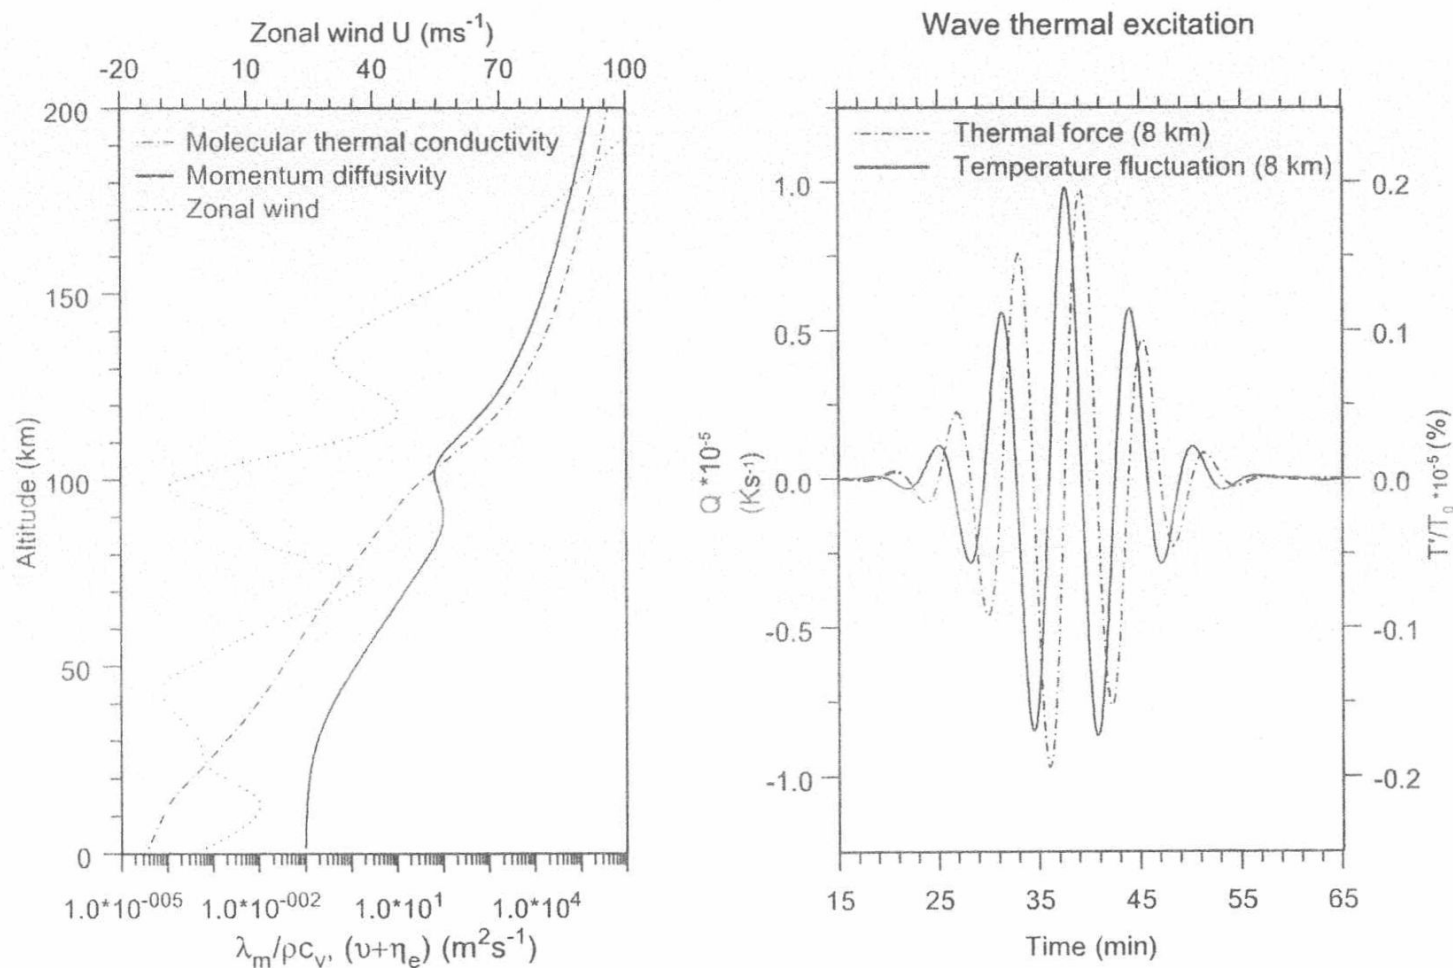 Zonal wind U (ms⁻¹)
-20 10 40 70 100
200
150
100
50
0
Altitude (km)
Molecular thermal conductivity
Momentum diffusivity
Zonal wind
1.0*10⁻⁰⁰⁵ 1.0*10⁻⁰⁰² 1.0*10¹ 1.0*10⁴
λₘ/ρcᵥ, (υ+ηₑ) (m²s⁻¹)
Wave thermal excitation
Thermal force (8 km)
Temperature fluctuation (8 km)
1.0
0.5
0.0
-0.5
-1.0
Q *10⁻⁵
(Ks⁻¹)
0.2
0.1
0.0
-0.1
-0.2
T'/T₀ *10⁻⁵ (%)
15 25 35 45 55 65
Time (min)